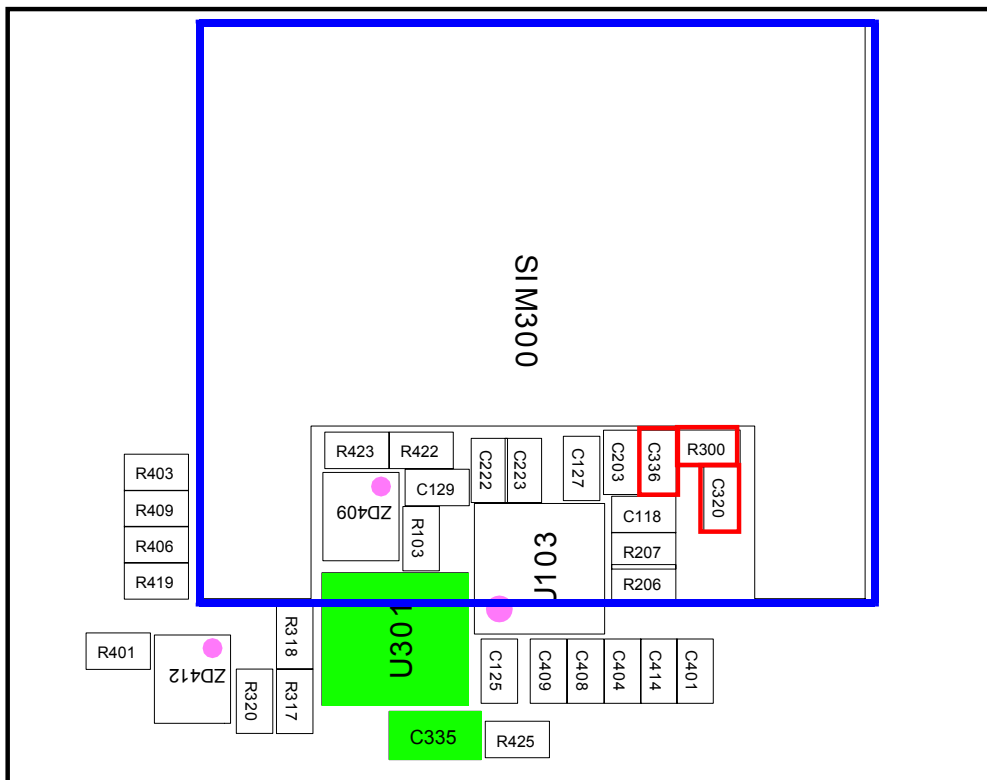 SIM300
R423
R422
C222
C223
C127
C203
C336
R300
R403
C129
C320
R409
ZD409
R103
U103
C118
R406
R207
R419
R206
R318
U301
R401
ZD412
C125
C409
C408
C404
C414
C401
R320
R317
C335
R425